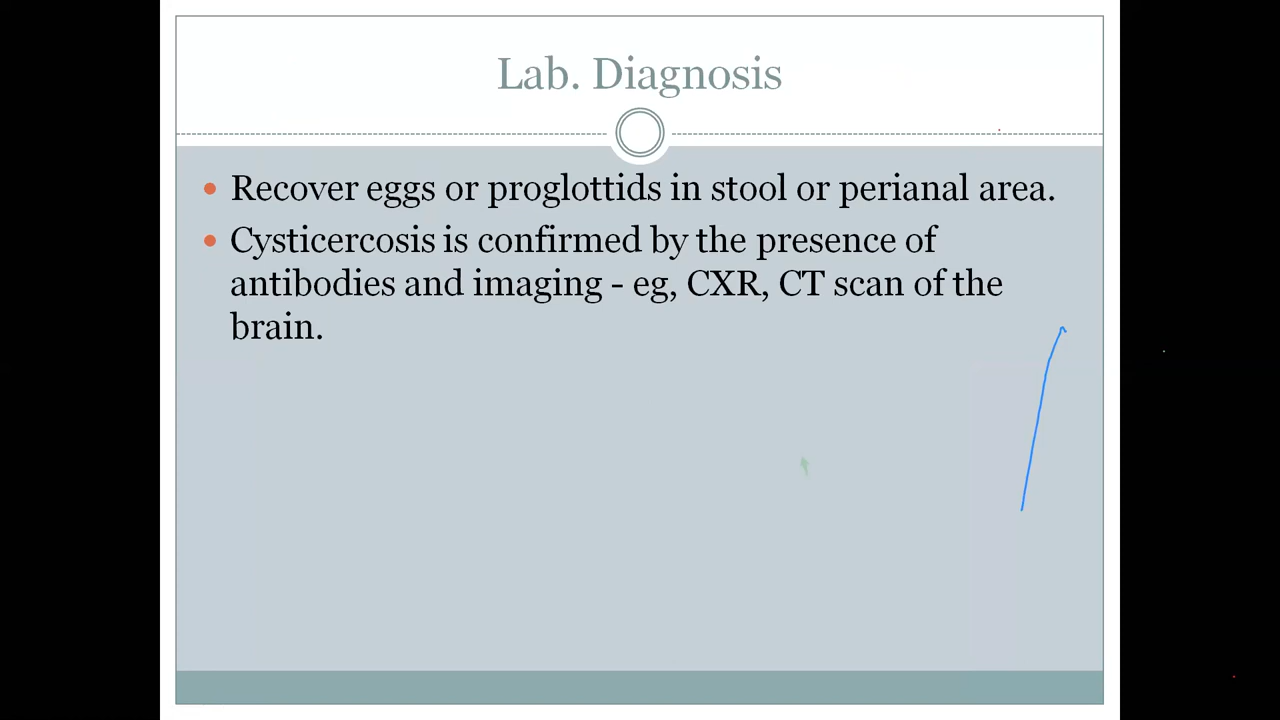 Lab. Diagnosis
Recover eggs or proglottids in stool or perianal area.
Cysticercosis is confirmed by the presence of
antibodies and imaging - eg, CXR, CT scan of the
brain.